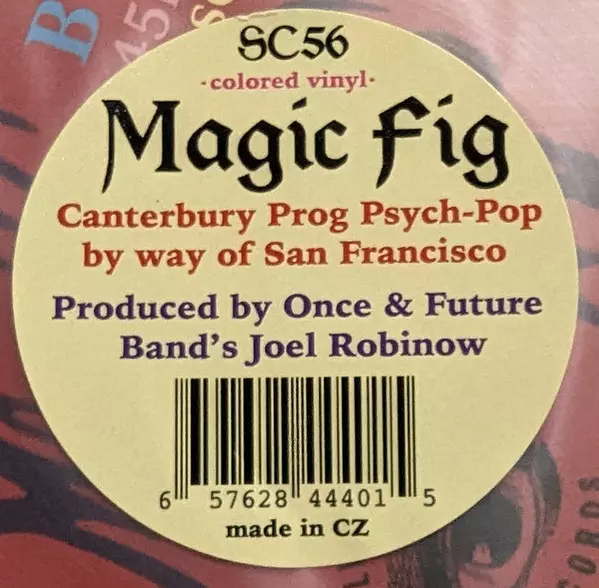 SC56
·colored vinyl·
Magic Fig
Canterbury Prog Psych-Pop
by way of San Francisco
Produced by Once & Future
Band's Joel Robinow
6 57628 44401 5
made in CZ